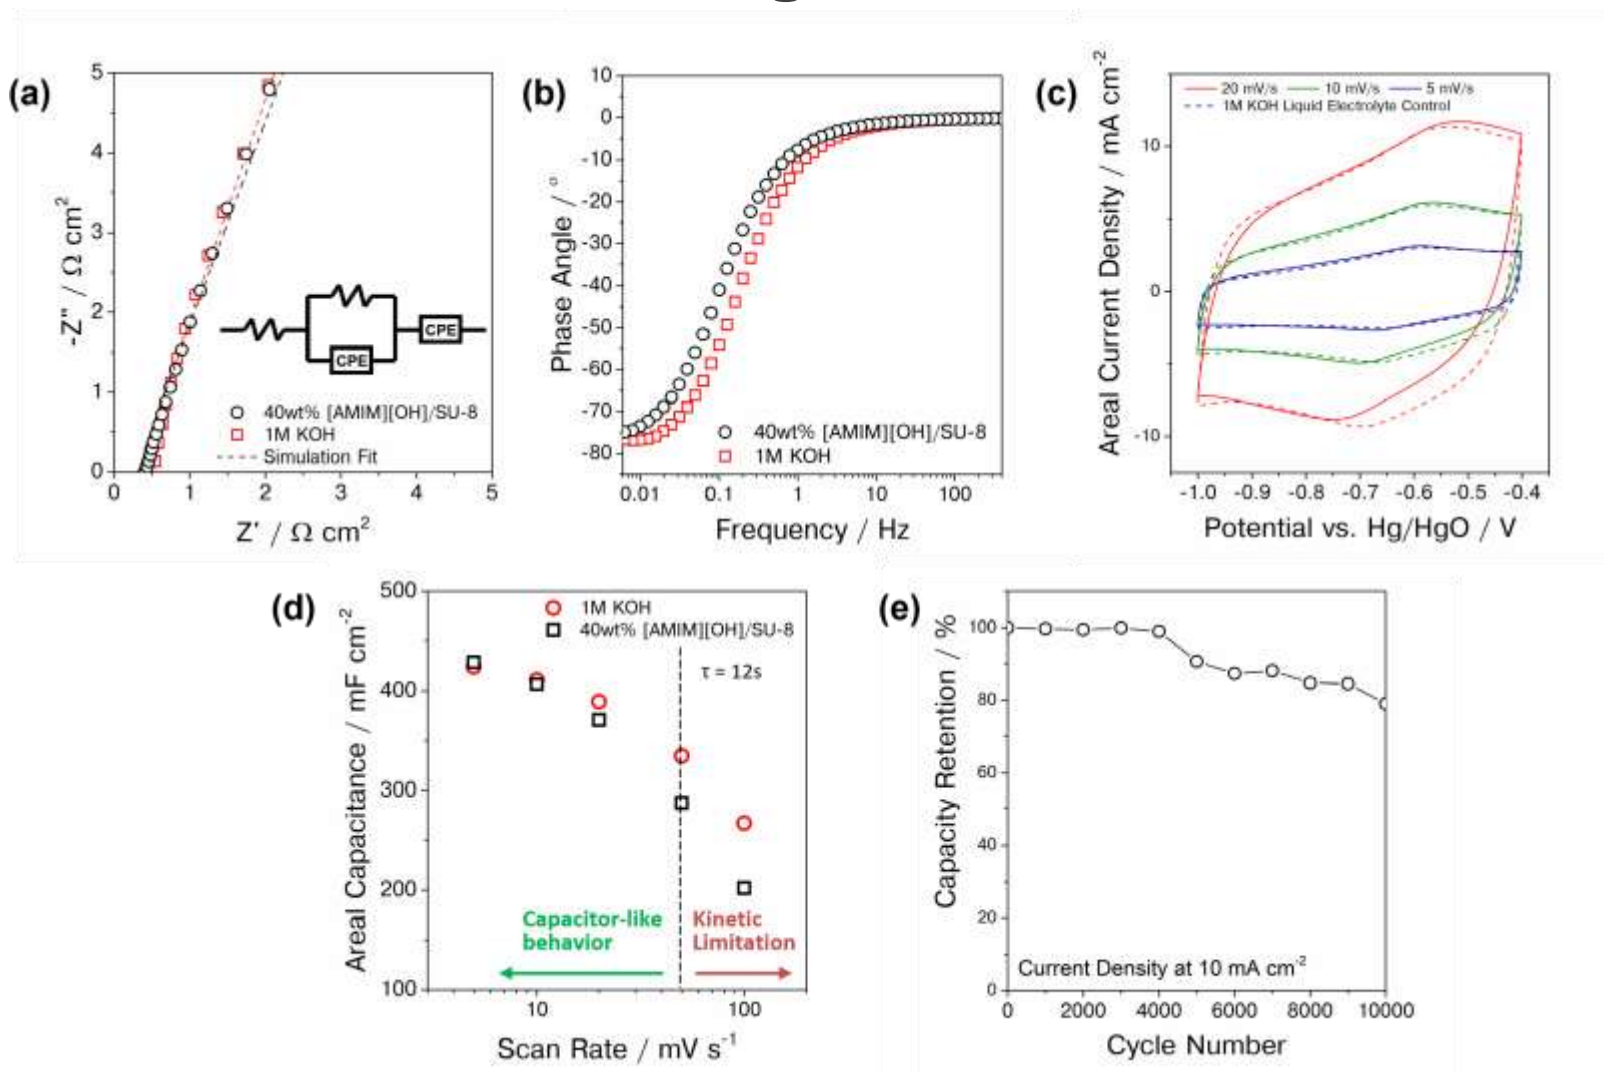 (a)
5
4
3
2
1
0
-Z'' / Ω cm²
CPE
CPE
40wt% [AMIM][OH]/SU-8
1M KOH
Simulation Fit
0 1 2 3 4 5
Z' / Ω cm²
(b)
10
0
-10
-20
-30
-40
-50
-60
-70
-80
Phase Angle / °
40wt% [AMIM][OH]/SU-8
1M KOH
0.01 0.1 1 10 100
Frequency / Hz
(c)
Areal Current Density / mA cm⁻²
20 mV/s 10 mV/s 5 mV/s
1M KOH Liquid Electrolyte Control
10
0
-10
-1.0 -0.9 -0.8 -0.7 -0.6 -0.5 -0.4
Potential vs. Hg/HgO / V
(d)
500
400
300
200
100
Areal Capacitance / mF cm⁻²
1M KOH
40wt% [AMIM][OH]/SU-8
τ = 12s
Capacitor-like
behavior
Kinetic
Limitation
10 100
Scan Rate / mV s⁻¹
(e)
100
80
60
40
20
0
Capacity Retention / %
Current Density at 10 mA cm⁻²
0 2000 4000 6000 8000 10000
Cycle Number